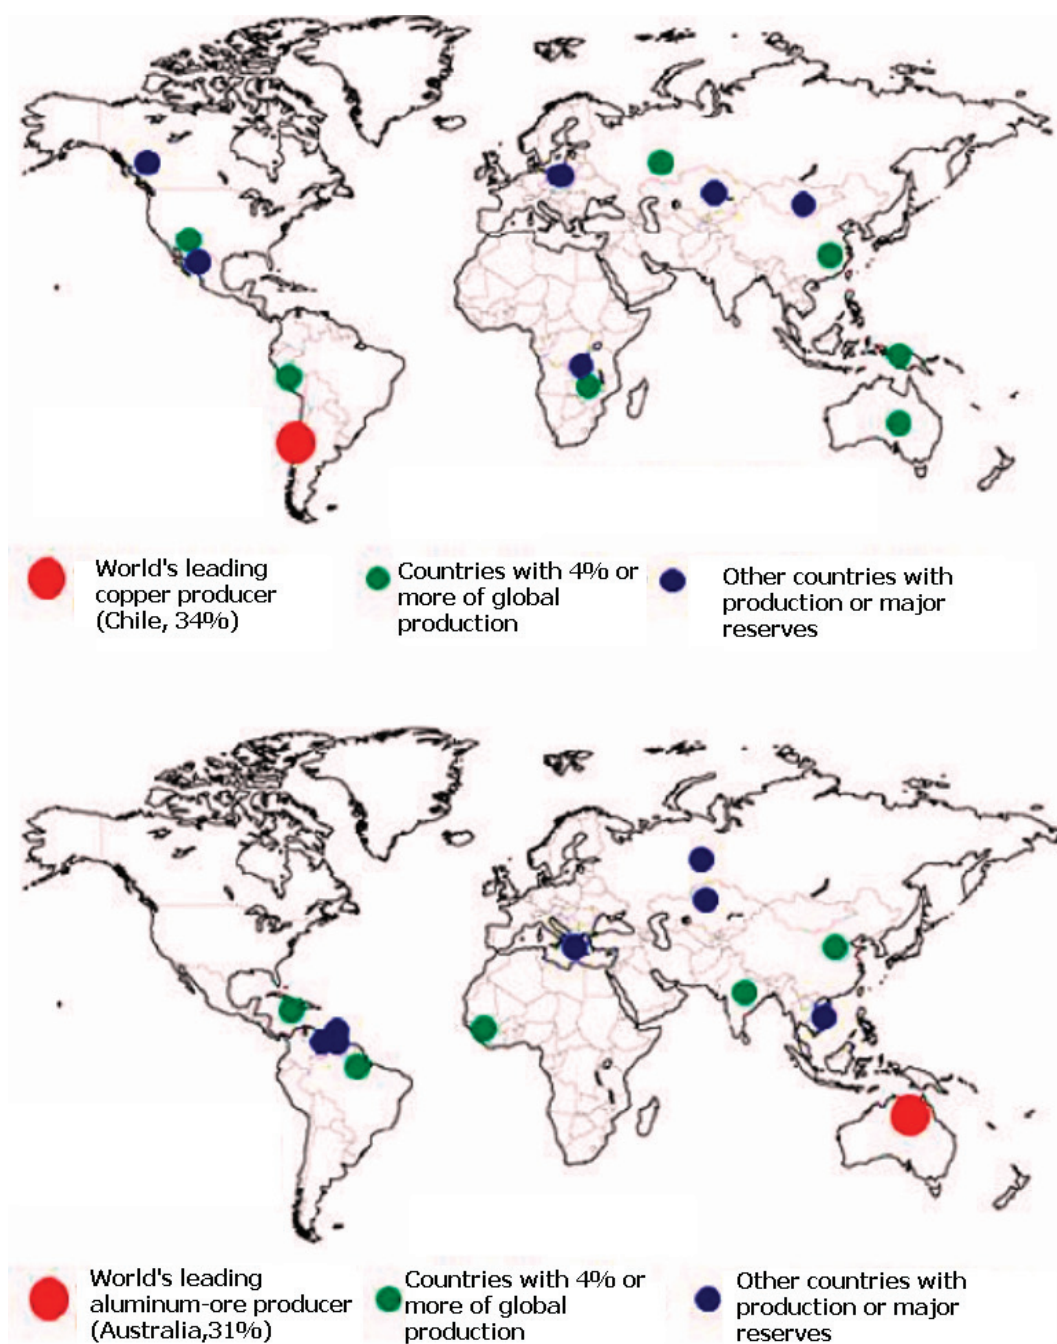 World's leading
copper producer
(Chile, 34%)
Countries with 4% or
more of global
production
Other countries with
production or major
reserves
World's leading
aluminum-ore producer
(Australia,31%)
Countries with 4% or
more of global
production
Other countries with
production or major
reserves